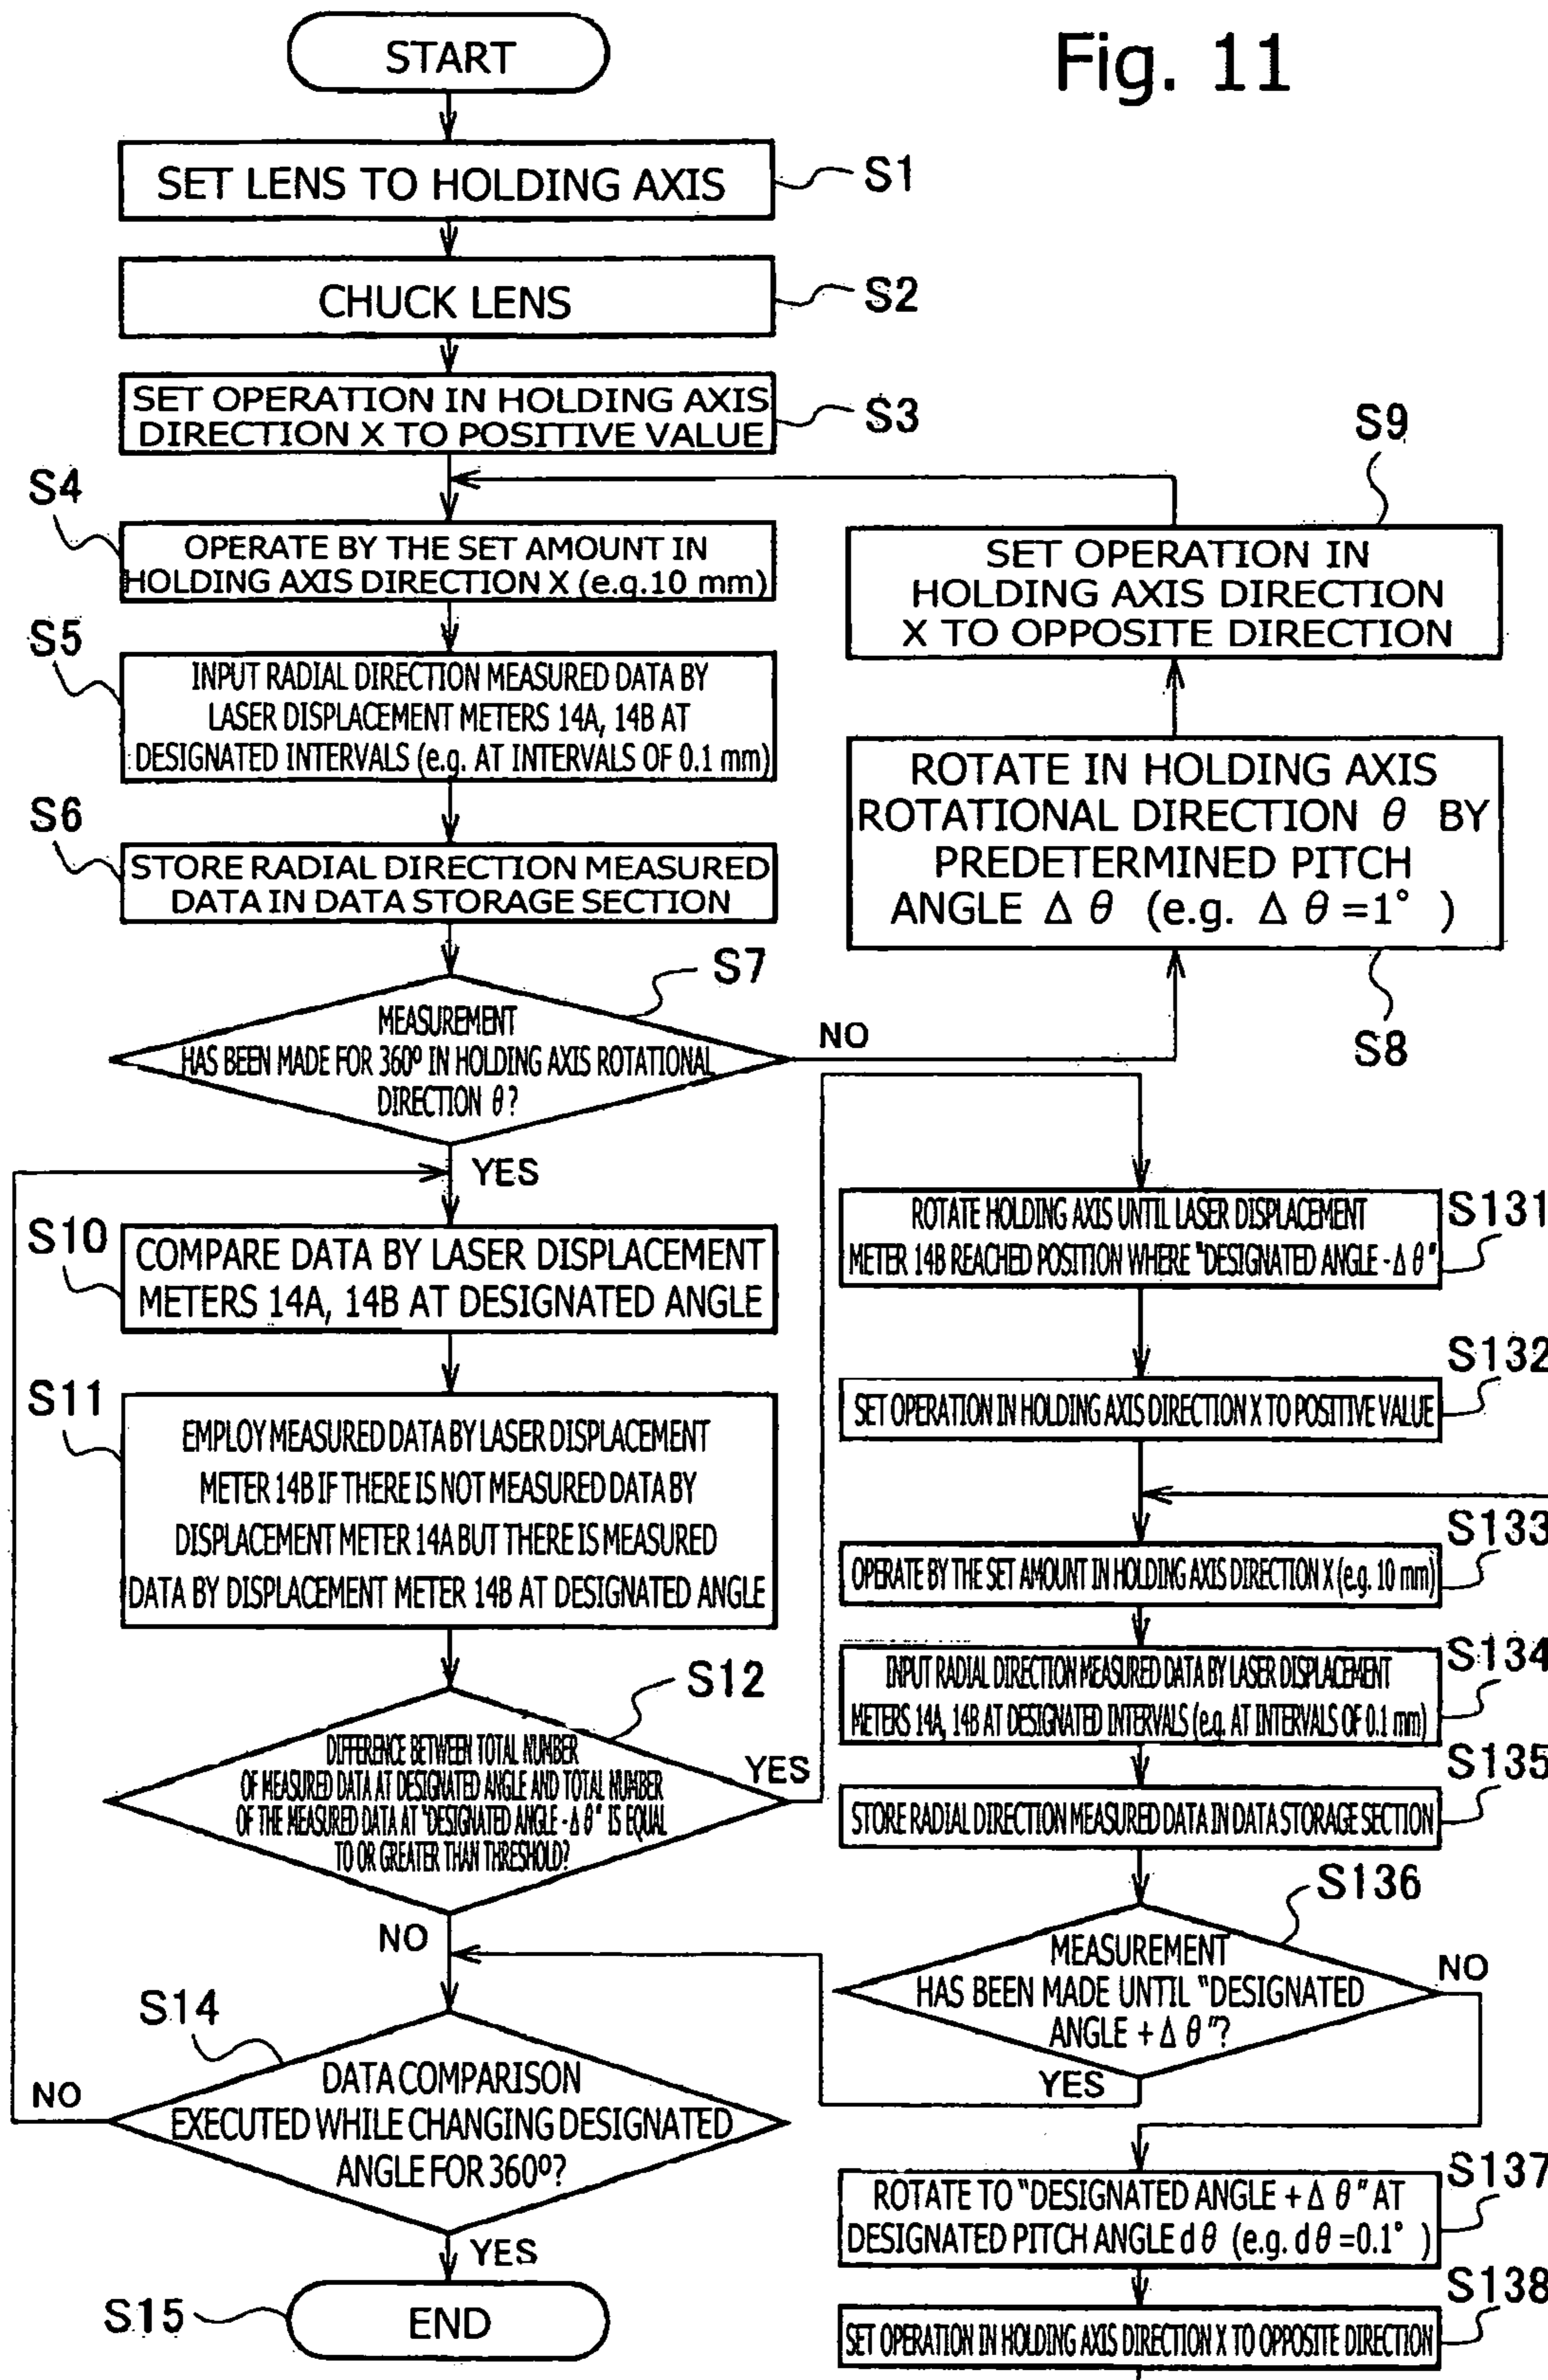 Fig. 11
START
SET LENS TO HOLDING AXIS
S1
CHUCK LENS
S2
SET OPERATION IN HOLDING AXIS
DIRECTION X TO POSITIVE VALUE
S3
S4
OPERATE BY THE SET AMOUNT IN
HOLDING AXIS DIRECTION X (e.g.10 mm)
S5
INPUT RADIAL DIRECTION MEASURED DATA BY
LASER DISPLACEMENT METERS 14A, 14B AT
DESIGNATED INTERVALS (e.g. AT INTERVALS OF 0.1 mm)
S6
STORE RADIAL DIRECTION MEASURED
DATA IN DATA STORAGE SECTION
S7
MEASUREMENT
HAS BEEN MADE FOR 360º IN HOLDING AXIS ROTATIONAL
DIRECTION θ?
NO
YES
S9
SET OPERATION IN
HOLDING AXIS DIRECTION
X TO OPPOSITE DIRECTION
ROTATE IN HOLDING AXIS
ROTATIONAL DIRECTION θ BY
PREDETERMINED PITCH
ANGLE Δ θ (e.g. Δ θ =1° )
S8
S10
COMPARE DATA BY LASER DISPLACEMENT
METERS 14A, 14B AT DESIGNATED ANGLE
S11
EMPLOY MEASURED DATA BY LASER DISPLACEMENT
METER 14B IF THERE IS NOT MEASURED DATA BY
DISPLACEMENT METER 14A BUT THERE IS MEASURED
DATA BY DISPLACEMENT METER 14B AT DESIGNATED ANGLE
S12
DIFFERENCE BETWEEN TOTAL NUMBER
OF MEASURED DATA AT DESIGNATED ANGLE AND TOTAL NUMBER
OF THE MEASURED DATA AT "DESIGNATED ANGLE - Δ θ" IS EQUAL
TO OR GREATER THAN THRESHOLD?
YES
NO
S14
DATA COMPARISON
EXECUTED WHILE CHANGING DESIGNATED
ANGLE FOR 360º?
NO
YES
S15
END
ROTATE HOLDING AXIS UNTIL LASER DISPLACEMENT
METER 14B REACHED POSITION WHERE "DESIGNATED ANGLE - Δ θ"
S131
SET OPERATION IN HOLDING AXIS DIRECTION X TO POSITIVE VALUE
S132
OPERATE BY THE SET AMOUNT IN HOLDING AXIS DIRECTION X (e.g. 10 mm)
S133
INPUT RADIAL DIRECTION MEASURED DATA BY LASER DISPLACEMENT
METERS 14A, 14B AT DESIGNATED INTERVALS (e.g. AT INTERVALS OF 0.1 mm)
S134
STORE RADIAL DIRECTION MEASURED DATA IN DATA STORAGE SECTION
S135
S136
MEASUREMENT
HAS BEEN MADE UNTIL "DESIGNATED
ANGLE + Δ θ"?
NO
YES
ROTATE TO "DESIGNATED ANGLE + Δ θ" AT
DESIGNATED PITCH ANGLE d θ (e.g. d θ =0.1° )
S137
SET OPERATION IN HOLDING AXIS DIRECTION X TO OPPOSITE DIRECTION
S138